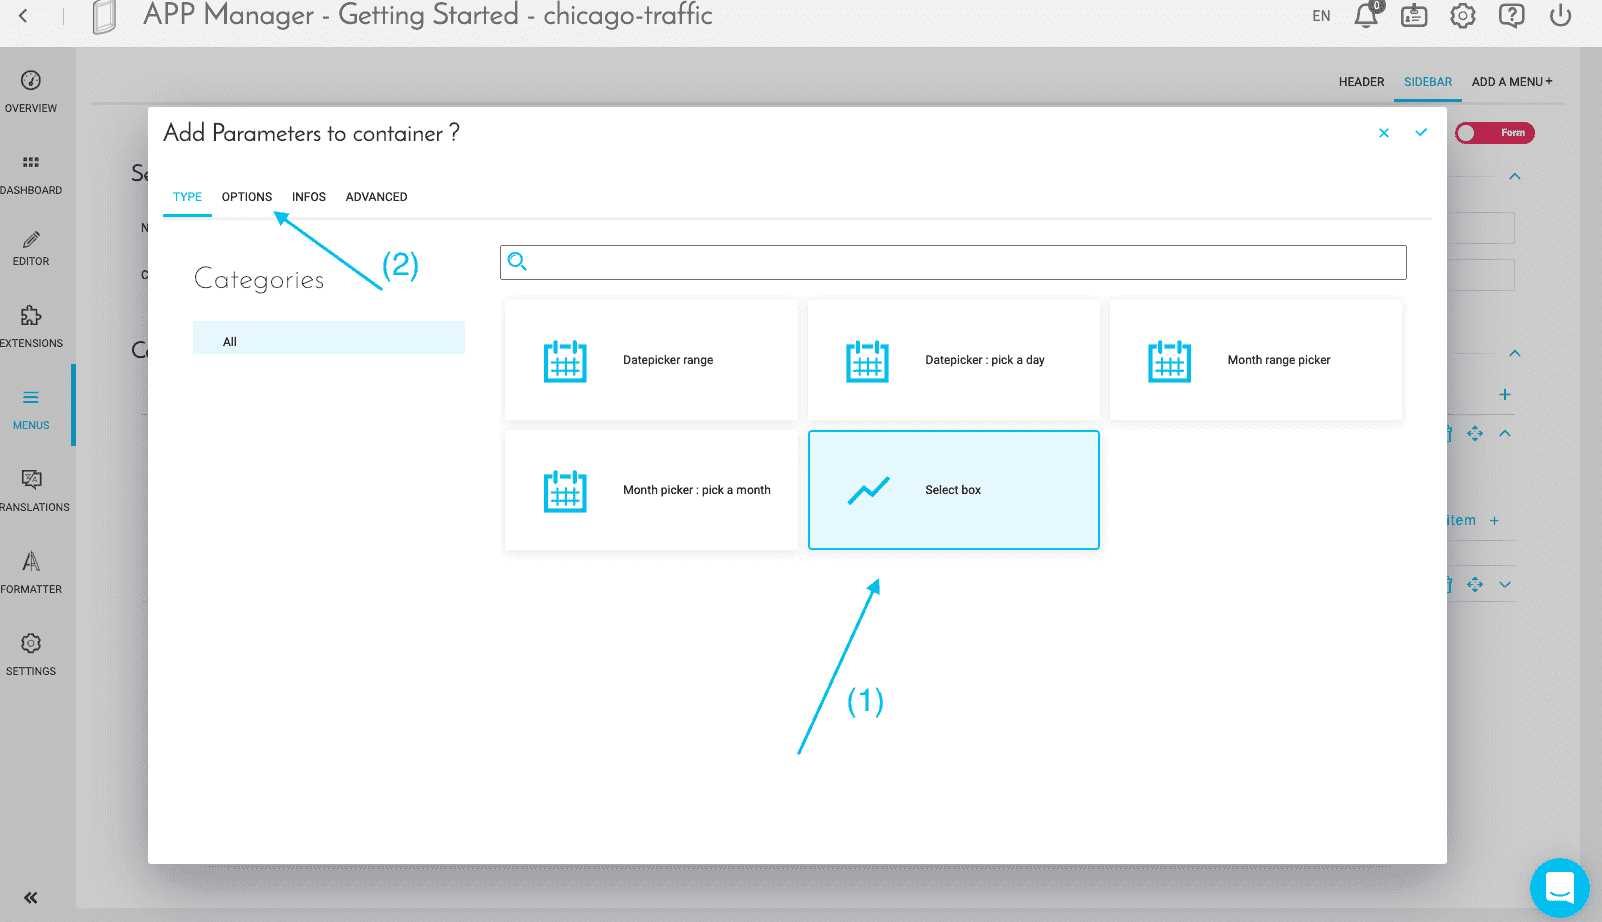 APP Manager - Getting Started - chicago-traffic
EN
0
OVERVIEW
DASHBOARD
EDITOR
EXTENSIONS
MENUS
RANSLATIONS
FORMATTER
SETTINGS
HEADER
SIDEBAR
ADD A MENU +
Form
Se
N
C
Co
Add Parameters to container ?
TYPE
OPTIONS
INFOS
ADVANCED
(2)
Categories
All
Datepicker range
Datepicker : pick a day
Month range picker
Month picker : pick a month
Select box
(1)
item +